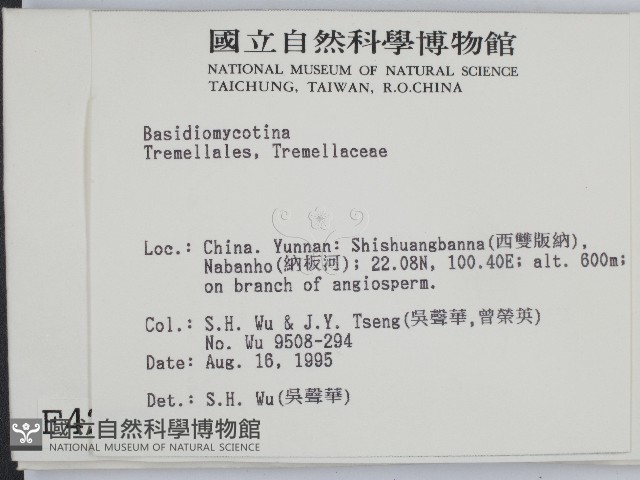 國立自然科學博物館
NATIONAL MUSEUM OF NATURAL SCIENCE
TAICHUNG, TAIWAN, R.O.CHINA
Basidiomycotina
Tremellales, Tremellaceae
Loc.: China. Yunnan: Shishuangbanna(西雙版納),
Nabanho(納板河); 22.08N, 100.40E; alt. 600m;
on branch of angiosperm.
Col.: S.H. Wu & J.Y. Tseng(吳聲華,曾榮英)
No. Wu 9508-294
Date: Aug. 16, 1995
Det.: S.H. Wu(吳聲華)
國立自然科學博物館
NATIONAL MUSEUM OF NATURAL SCIENCE